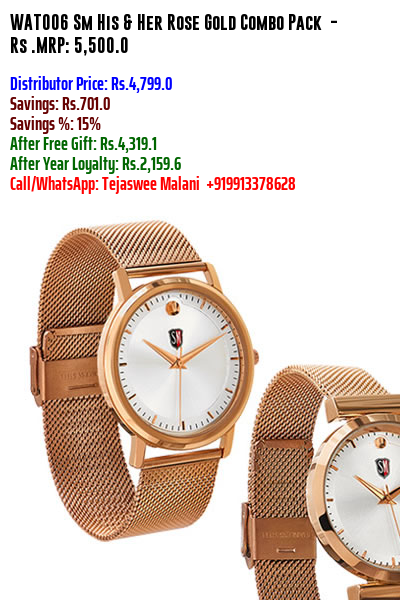 WAT006 Sm His & Her Rose Gold Combo Pack -
Rs .MRP: 5,500.0
Distributor Price: Rs.4,799.0
Savings: Rs.701.0
Savings %: 15%
After Free Gift: Rs.4,319.1
After Year Loyalty: Rs.2,159.6
Call/WhatsApp: Tejaswee Malani +919913378628
SM
SM